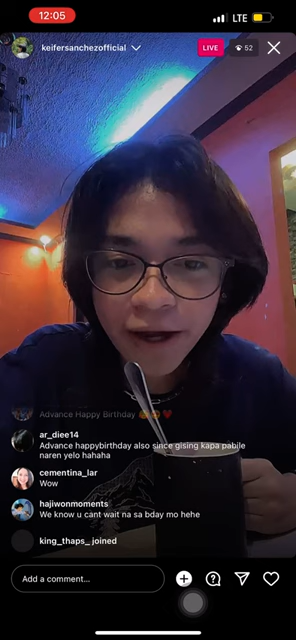 12:05
LTE
keifersanchezofficial
LIVE
52
Advance Happy Birthday
ar_diee14
Advance happybirthday also since gising kapa pabile
naren yelo hahaha
cementina_lar
Wow
hajiwonmoments
We know u cant wait na sa bday mo hehe
king_thaps_ joined
Add a comment...